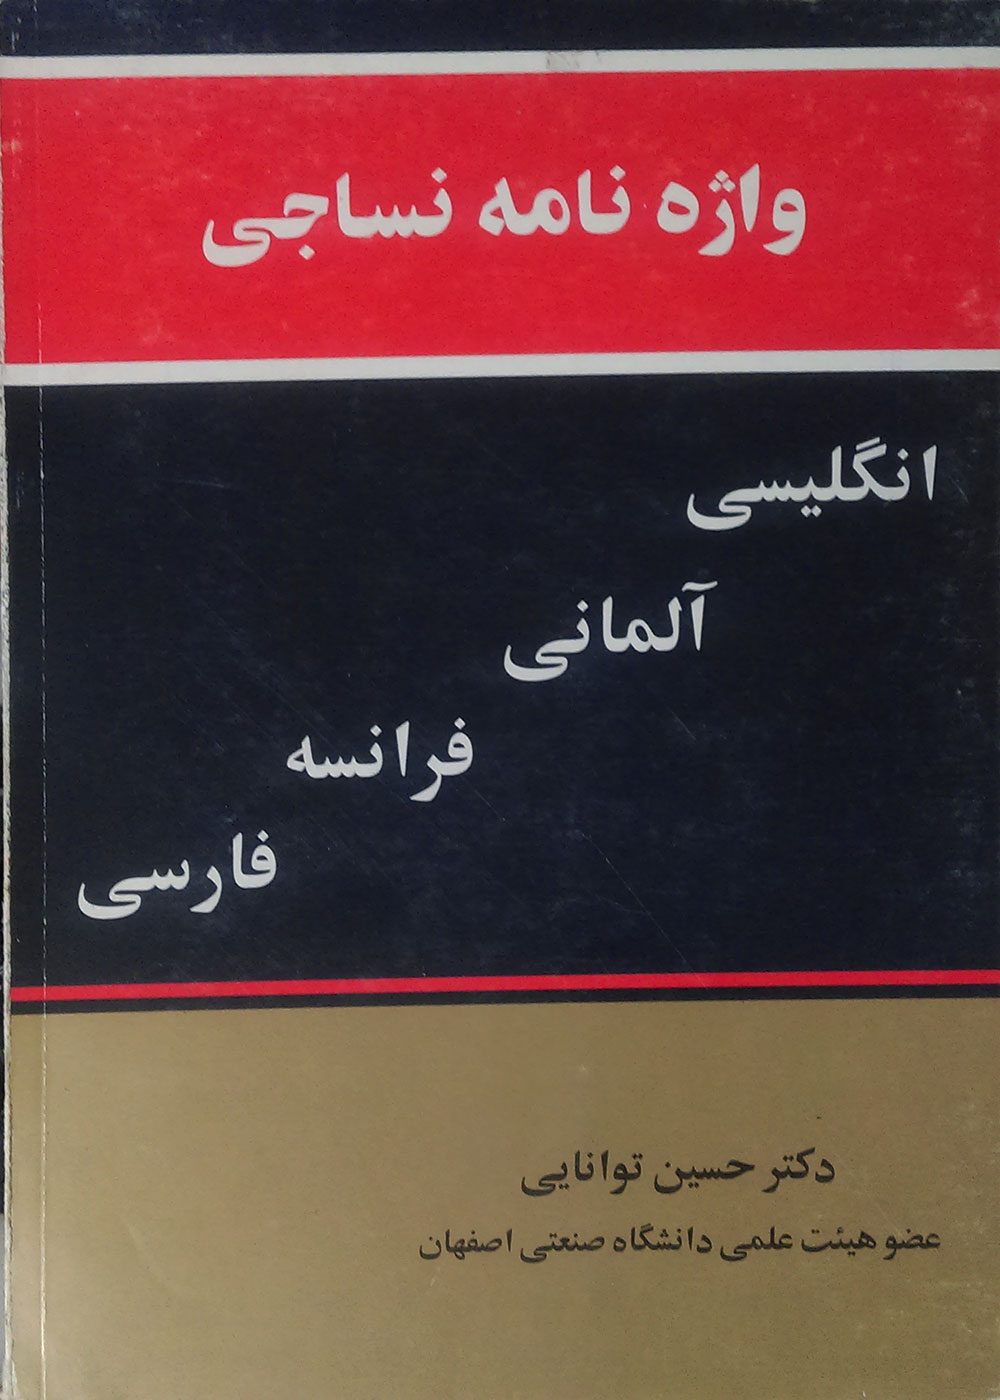 واژه نامه نساجی
انگلیسی
آلمانی
فرانسه
فارسی
دکتر حسین توانایی
عضو هیئت علمی دانشگاه صنعتی اصفهان